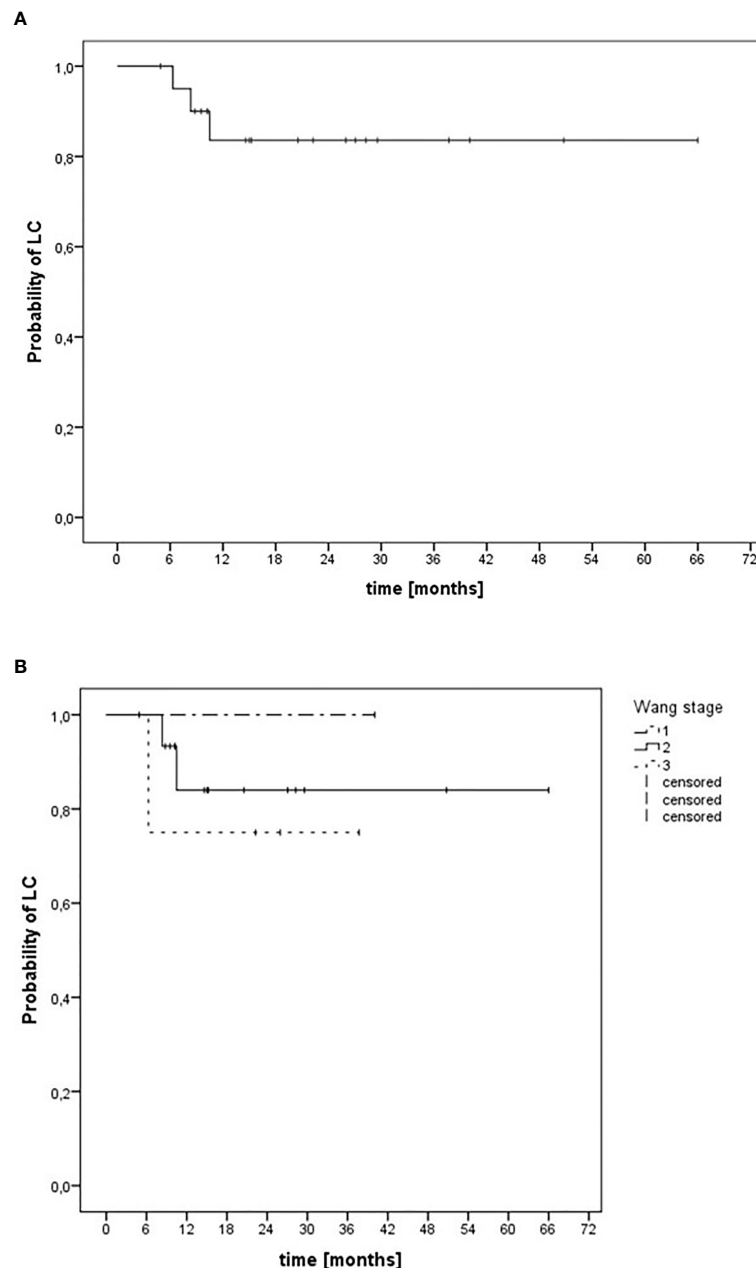 A
1,0
0,8
0,6
0,4
0,2
0,0
Probability of LC
0 6 12 18 24 30 36 42 48 54 60 66 72
time [months]
B
1,0
0,8
0,6
0,4
0,2
0,0
Probability of LC
0 6 12 18 24 30 36 42 48 54 60 66 72
time [months]
Wang stage
1
2
3
censored
censored
censored